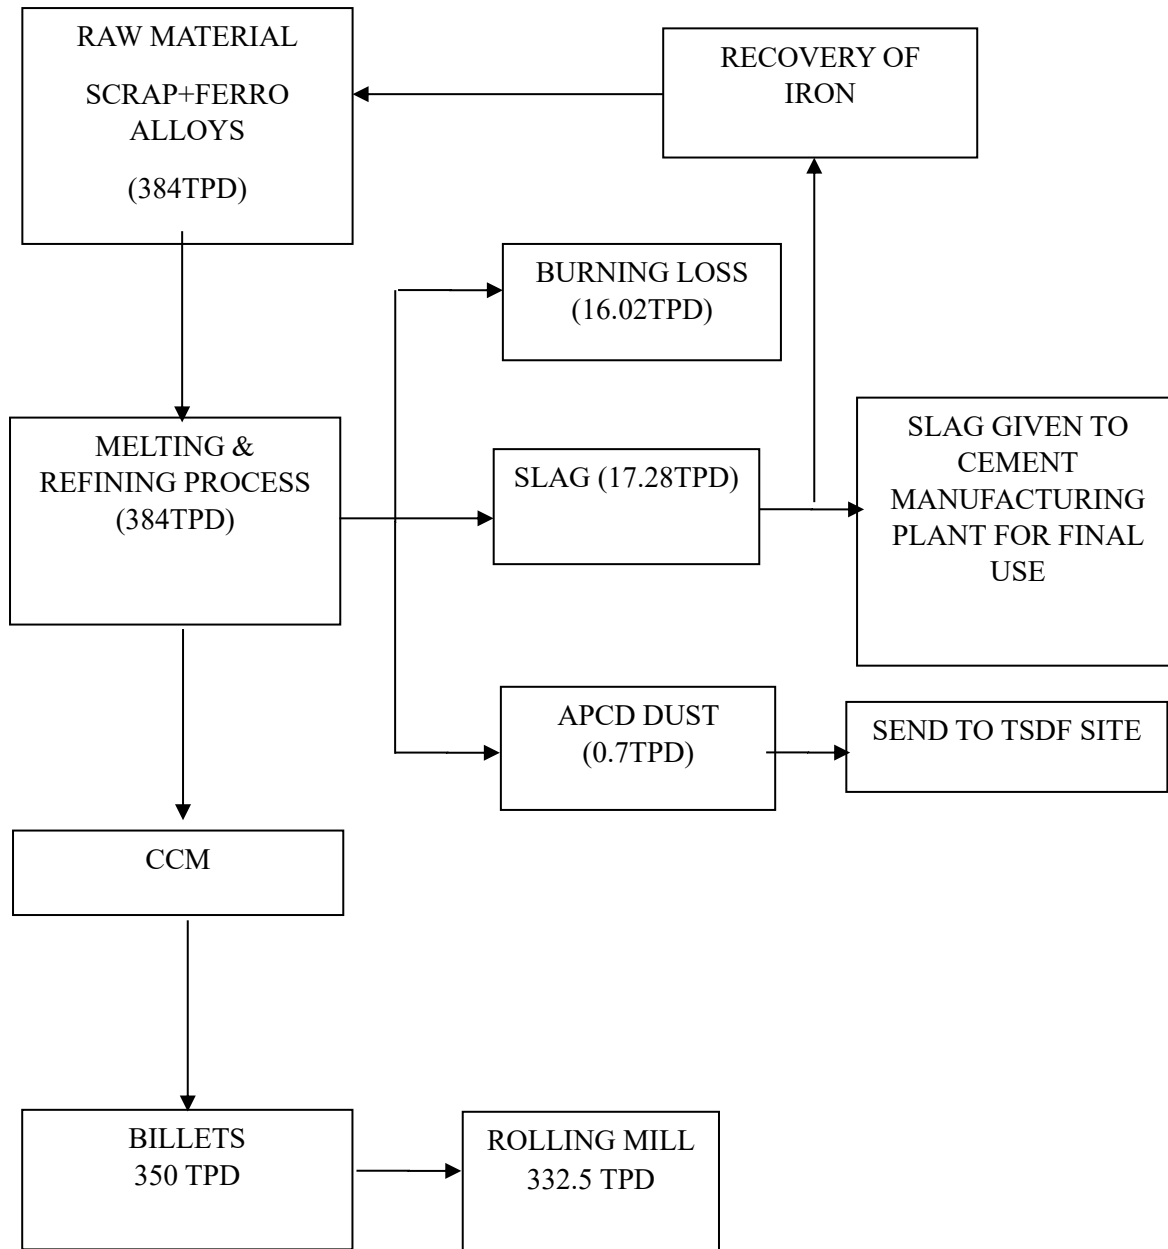 RAW MATERIAL
SCRAP+FERRO
ALLOYS
(384TPD)
RECOVERY OF
IRON
BURNING LOSS
(16.02TPD)
MELTING &
REFINING PROCESS
(384TPD)
SLAG (17.28TPD)
SLAG GIVEN TO
CEMENT
MANUFACTURING
PLANT FOR FINAL
USE
APCD DUST
(0.7TPD)
SEND TO TSDF SITE
CCM
BILLETS
350 TPD
ROLLING MILL
332.5 TPD